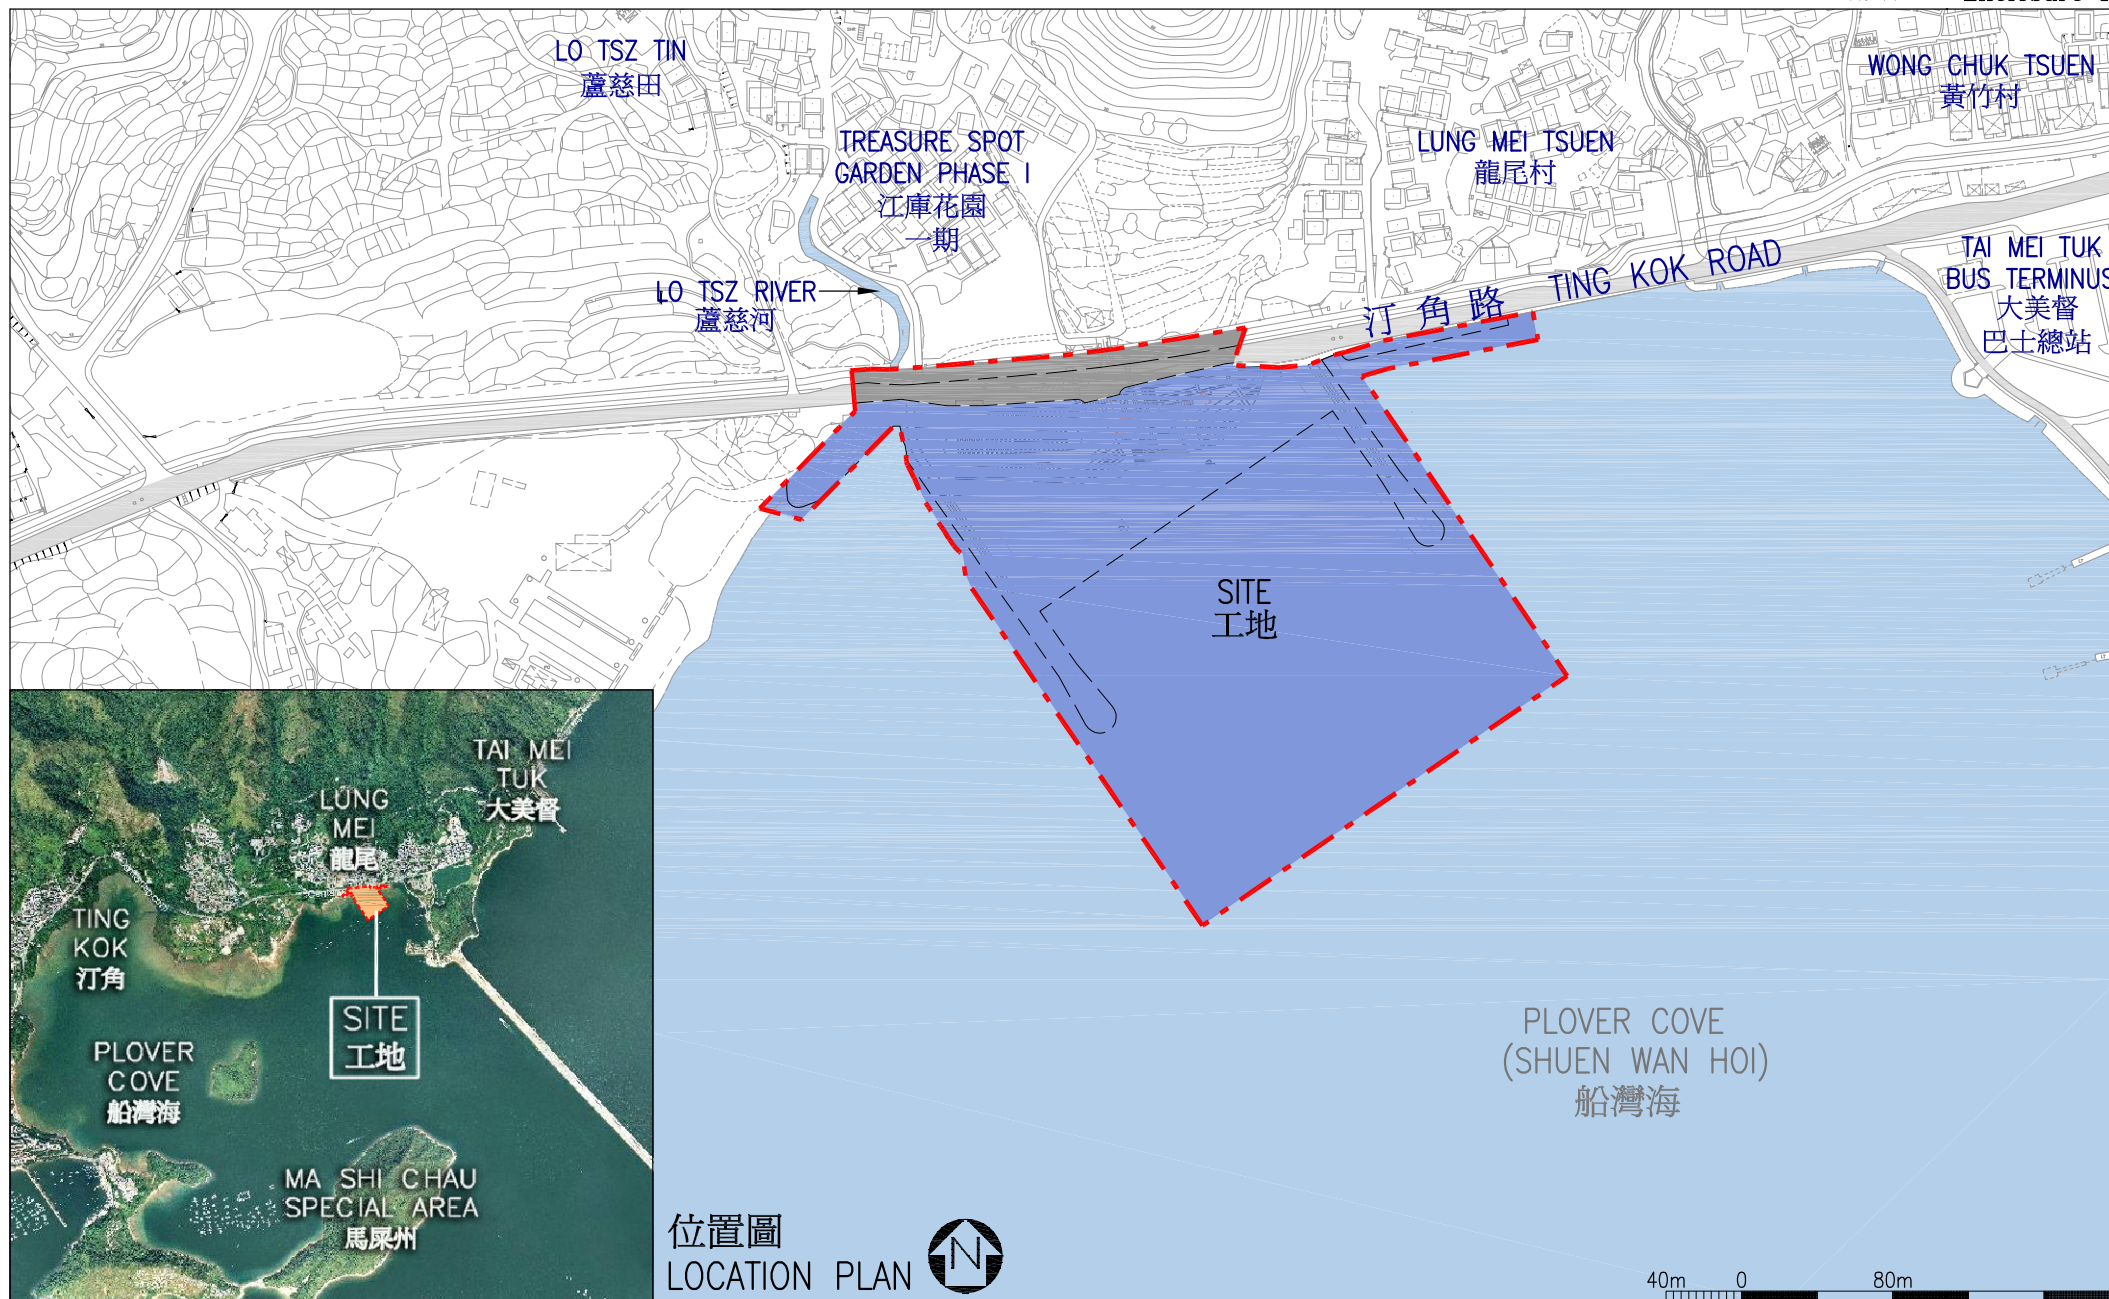 LO TSZ TIN
蘆慈田
WONG CHUK TSUEN
黃竹村
TREASURE SPOT
GARDEN PHASE I
江庫花園
一期
LUNG MEI TSUEN
龍尾村
TAI MEI TUK
BUS TERMINUS
大美督
巴士總站
LO TSZ RIVER
蘆慈河
汀角路 TING KOK ROAD
SITE
工地
TAI MEI
TUK
大美督
LUNG
MEI
龍尾
TING
KOK
汀角
SITE
工地
PLOVER
COVE
船灣海
MA SHI CHAU
SPECIAL AREA
馬屎州
PLOVER COVE
(SHUEN WAN HOI)
船灣海
位置圖
LOCATION PLAN
N
40m 0 80m